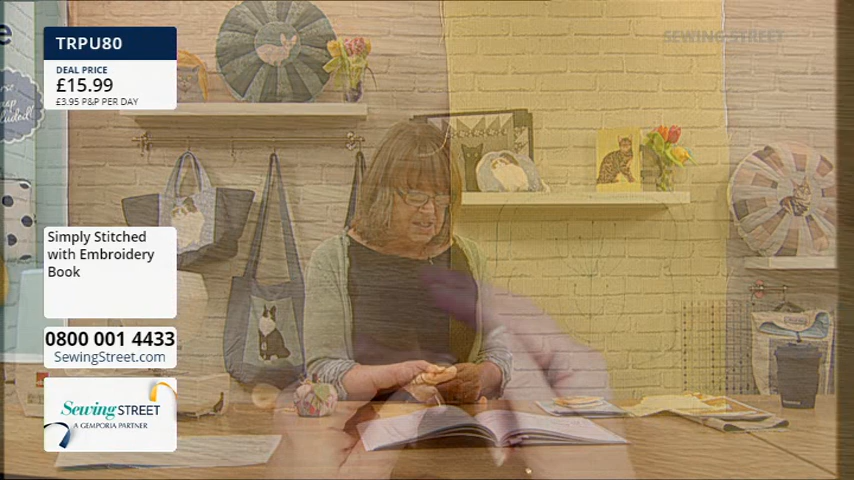 TRPU80
DEAL PRICE
£15.99
£3.95 P&P PER DAY
SEWING STREET
Simply Stitched
with Embroidery
Book
0800 001 4433
SewingStreet.com
Sewing STREET
A GEMPORIA PARTNER